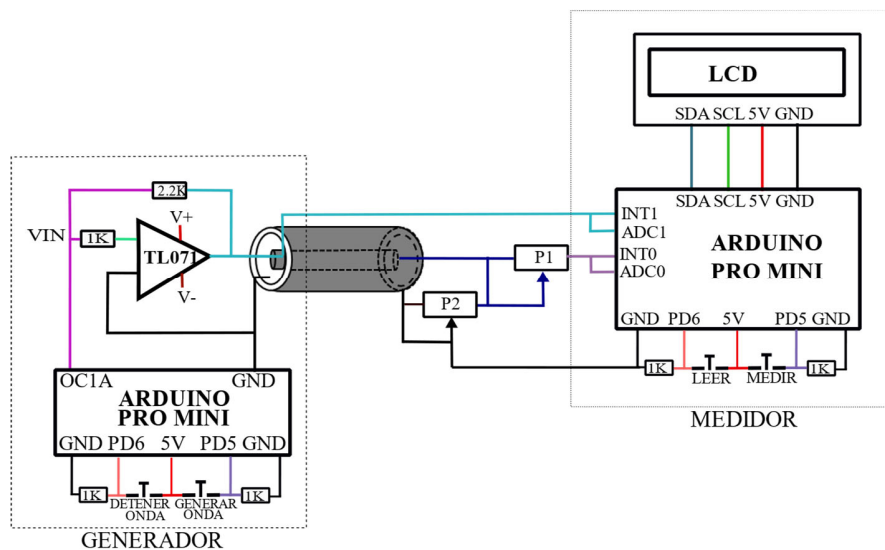 LCD
SDA SCL 5V GND
SDA SCL 5V GND
INT1
ADC1
INT0
ADC0
ARDUINO
PRO MINI
GND PD6 5V PD5 GND
1K
LEER
MEDIR
1K
MEDIDOR
P1
P2
2.2K
VIN
1K
V+
TL071
V-
OC1A
GND
ARDUINO
PRO MINI
GND PD6 5V PD5 GND
1K
DETENER
ONDA
GENERAR
ONDA
1K
GENERADOR